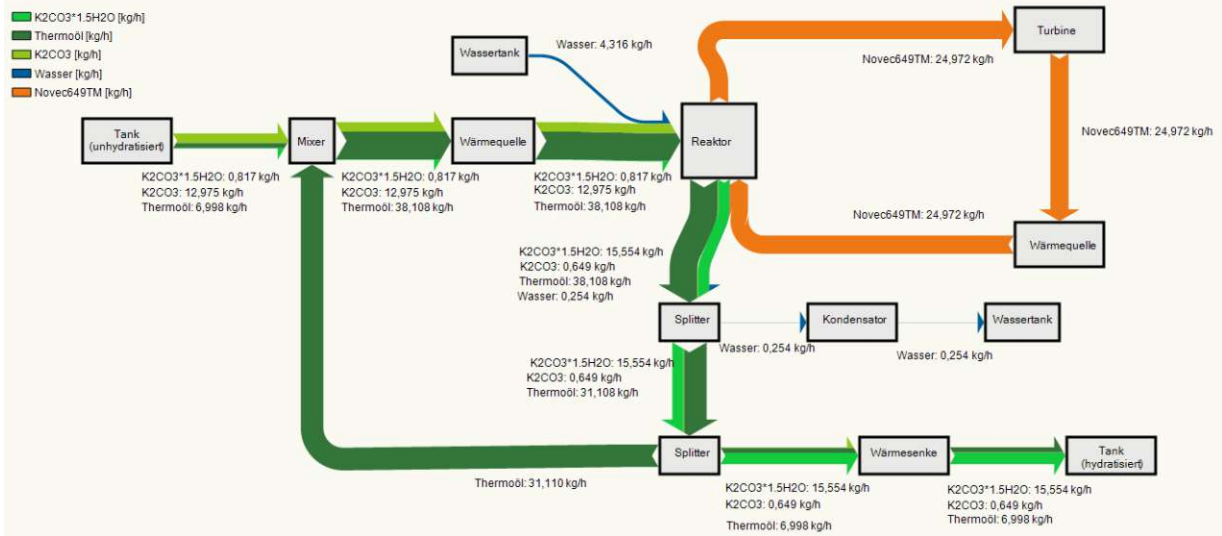 K2CO3*1.5H2O [kg/h]
Thermoöl [kg/h]
K2CO3 [kg/h]
Wasser [kg/h]
Novec649TM [kg/h]
Wassertank
Wasser: 4,316 kg/h
Turbine
Novec649TM: 24,972 kg/h
Novec649TM: 24,972 kg/h
Tank
(unhydratisiert)
Mixer
Wärmequelle
Reaktor
K2CO3*1.5H2O: 0,817 kg/h
K2CO3: 12,975 kg/h
Thermoöl: 6,998 kg/h
K2CO3*1.5H2O: 0,817 kg/h
K2CO3: 12,975 kg/h
Thermoöl: 38,108 kg/h
K2CO3*1.5H2O: 0,817 kg/h
K2CO3: 12,975 kg/h
Thermoöl: 38,108 kg/h
Novec649TM: 24,972 kg/h
Wärmequelle
K2CO3*1.5H2O: 15,554 kg/h
K2CO3: 0,649 kg/h
Thermoöl: 38,108 kg/h
Wasser: 0,254 kg/h
Splitter
Kondensator
Wassertank
Wasser: 0,254 kg/h
Wasser: 0,254 kg/h
K2CO3*1.5H2O: 15,554 kg/h
K2CO3: 0,649 kg/h
Thermoöl: 31,108 kg/h
Splitter
Wärmesenke
Tank
(hydratisiert)
Thermoöl: 31,110 kg/h
K2CO3*1.5H2O: 15,554 kg/h
K2CO3: 0,649 kg/h
Thermoöl: 6,998 kg/h
K2CO3*1.5H2O: 15,554 kg/h
K2CO3: 0,649 kg/h
Thermoöl: 6,998 kg/h